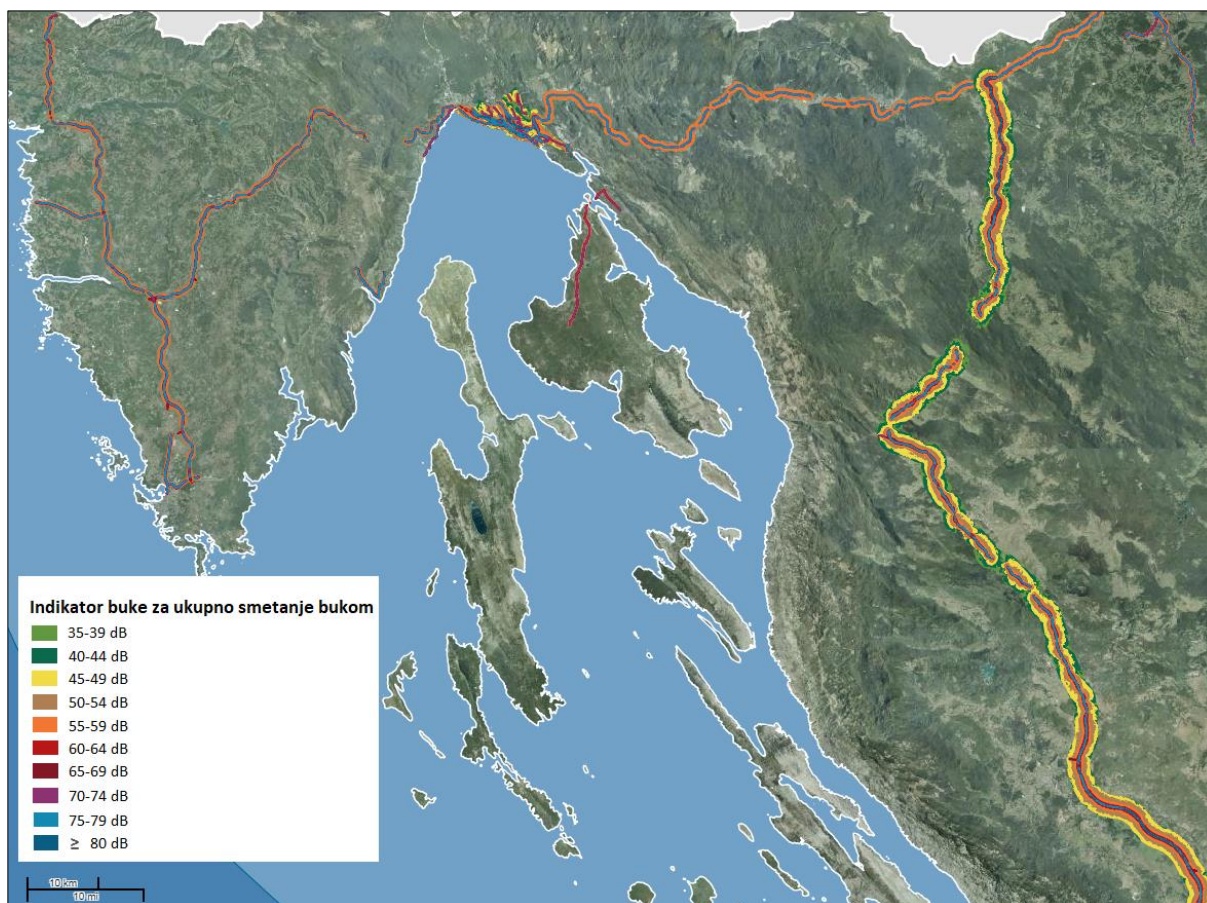 Indikator buke za ukupno smetanje bukom
35-39 dB
40-44 dB
45-49 dB
50-54 dB
55-59 dB
60-64 dB
65-69 dB
70-74 dB
75-79 dB
≥ 80 dB
10 km
10 mi